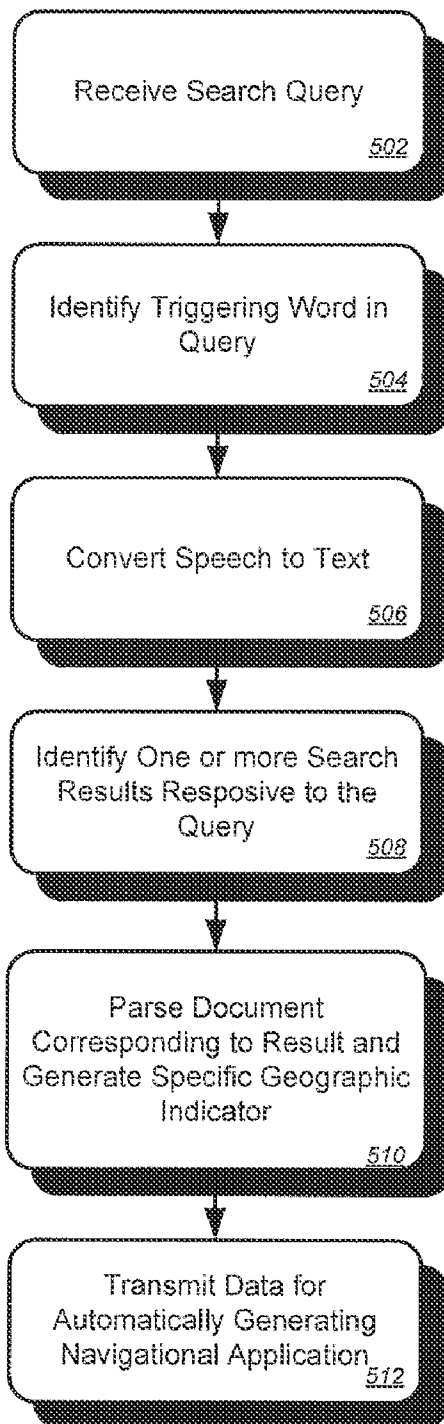 Receive Search Query
502
Identify Triggering Word in
Query
504
Convert Speech to Text
506
Identify One or more Search
Results Resposive to the
Query
508
Parse Document
Corresponding to Result and
Generate Specific Geographic
Indicator
510
Transmit Data for
Automatically Generating
Navigational Application
512